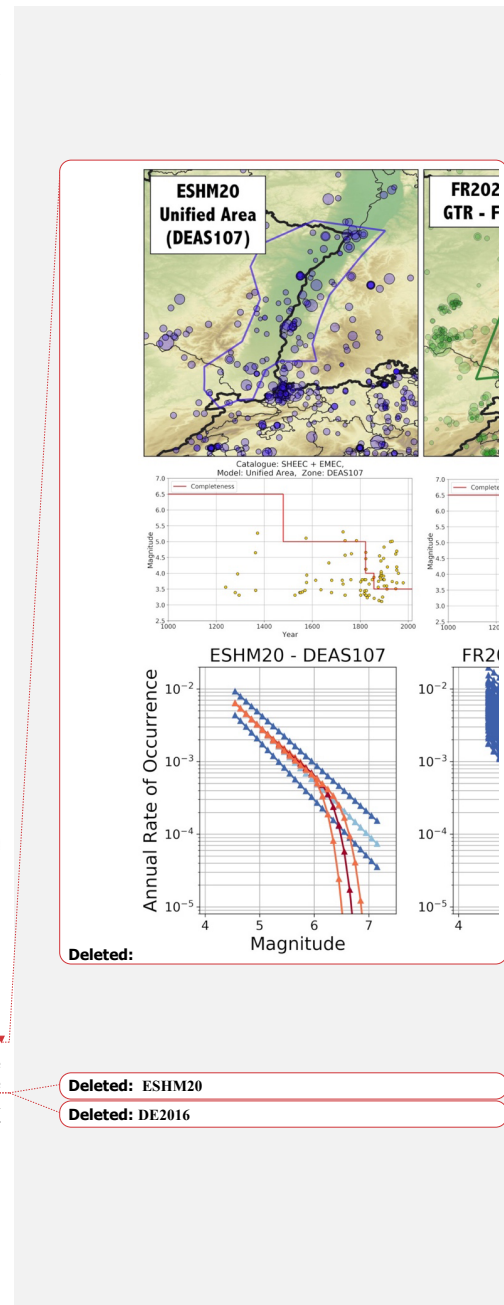 ESHM20
Unified Area
(DEAS107)
FR202
GTR - F
Catalogue: SHEEC + EMEC,
Model: Unified Area, Zone: DEAS107
Magnitude
7.0
6.5
6.0
5.5
5.0
4.5
4.0
3.5
3.0
2.5
Completeness
1000 1200 1400 1600 1800 2000
Year
Magnitude
7.0
6.5
6.0
5.5
5.0
4.5
4.0
3.5
3.0
2.5
Complete
1000 120
ESHM20 - DEAS107
Annual Rate of Occurrence
10⁻²
10⁻³
10⁻⁴
10⁻⁵
4 5 6 7
Magnitude
FR20
10⁻²
10⁻³
10⁻⁴
10⁻⁵
4
Deleted:
Deleted: ESHM20
Deleted: DE2016